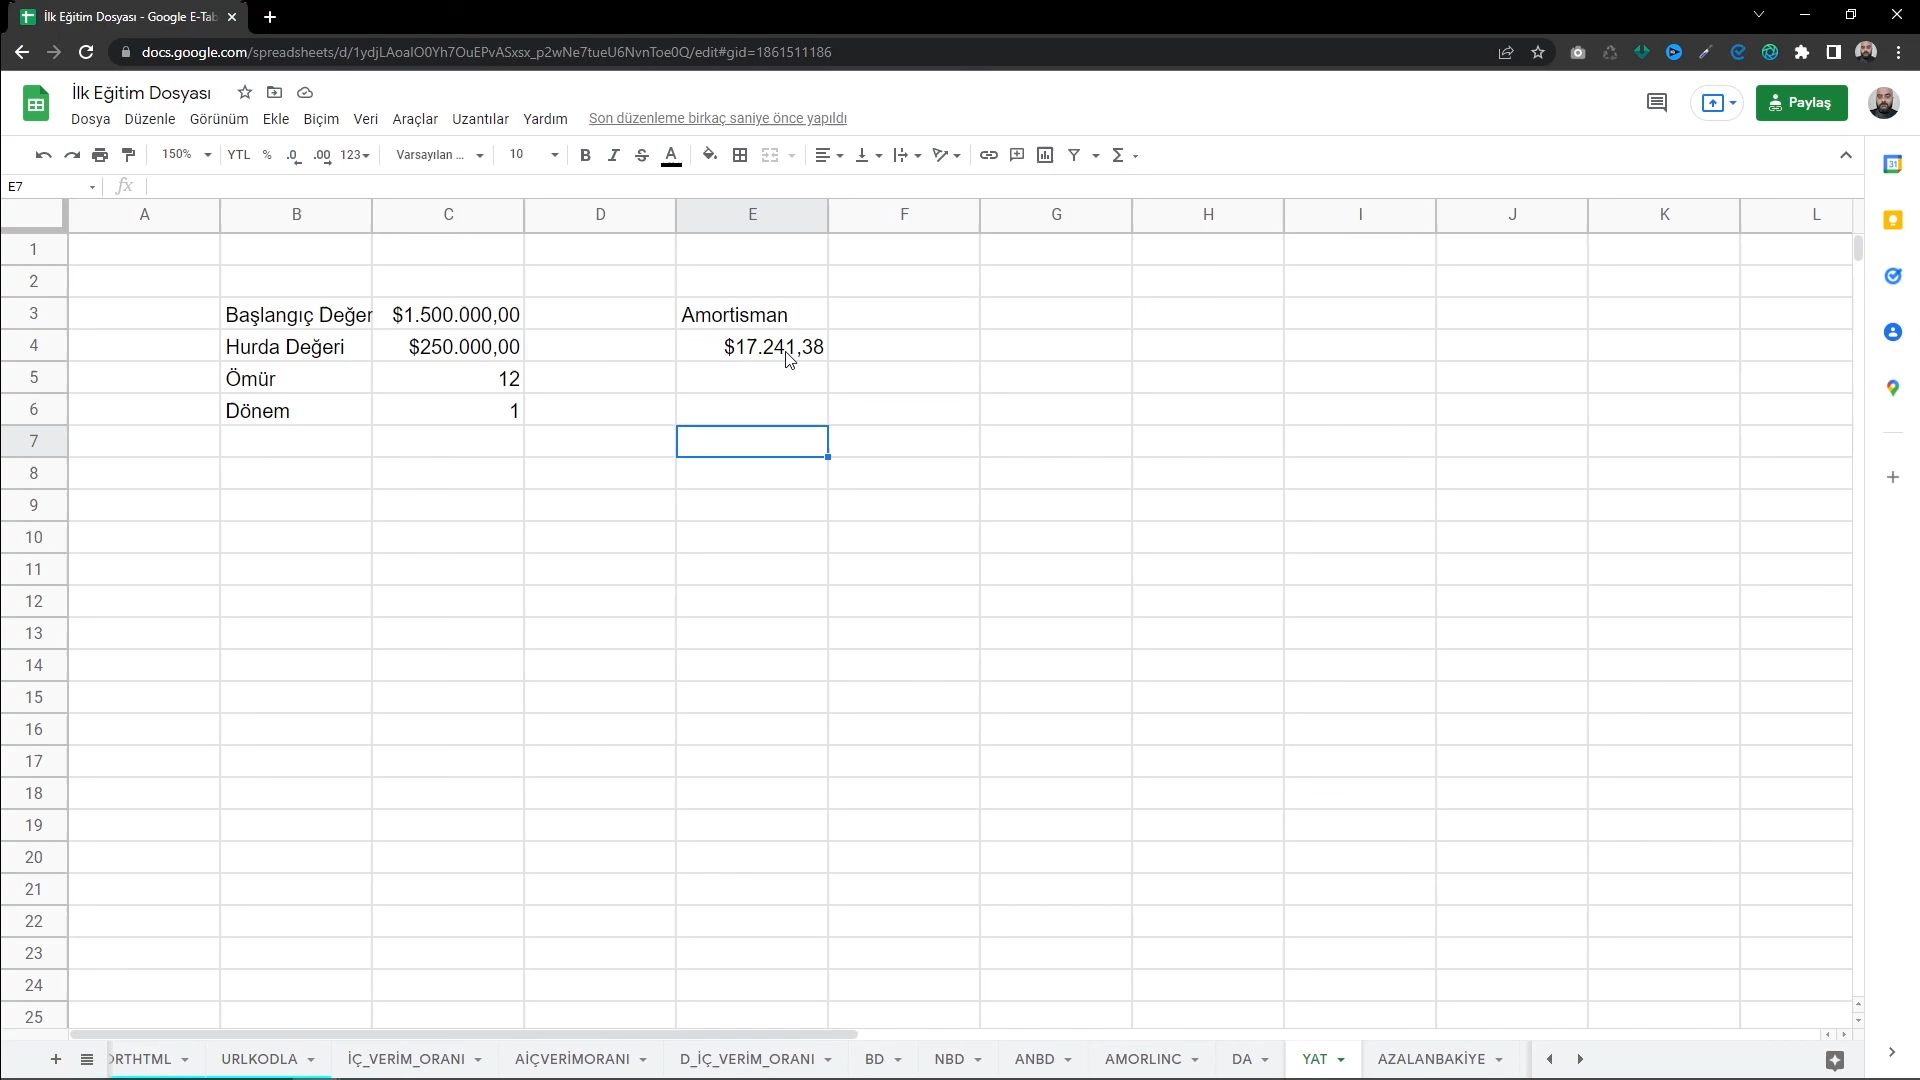 İlk Eğitim Dosyası - Google E-Tab
docs.google.com/spreadsheets/d/1ydjLAoalO0Yh7OuEPvASxsx_p2wNe7tueU6NvnToe0Q/edit#gid=1861511186
İlk Eğitim Dosyası
Dosya Düzenle Görünüm Ekle Biçim Veri Araçlar Uzantılar Yardım Son düzenleme birkaç saniye önce yapıldı
Paylaş
150% YTL % .0 .00 123 Varsayılan ... 10 B I S A Σ
31
E7 fx
A B C D E F G H I J K L
1
2
3 Başlangıç Değer $1.500.000,00 Amortisman
4 Hurda Değeri $250.000,00 $17.241,38
5 Ömür 12
6 Dönem 1
7
8
9
10
11
12
13
14
15
16
17
18
19
20
21
22
23
24
25
ORTHTML URLKODLA İÇ_VERİM_ORANI AİÇVERİMORANI D_İÇ_VERİM_ORANI BD NBD ANBD AMORLINC DA YAT AZALANBAKİYE